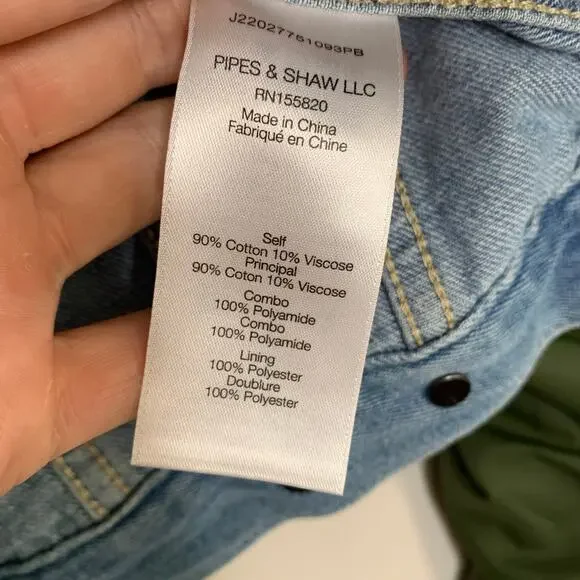 J22027751093PB
PIPES & SHAW LLC
RN155820
Made in China
Fabriqué en Chine
Self
90% Cotton 10% Viscose
Principal
90% Coton 10% Viscose
Combo
100% Polyamide
Combo
100% Polyamide
Lining
100% Polyester
Doublure
100% Polyester